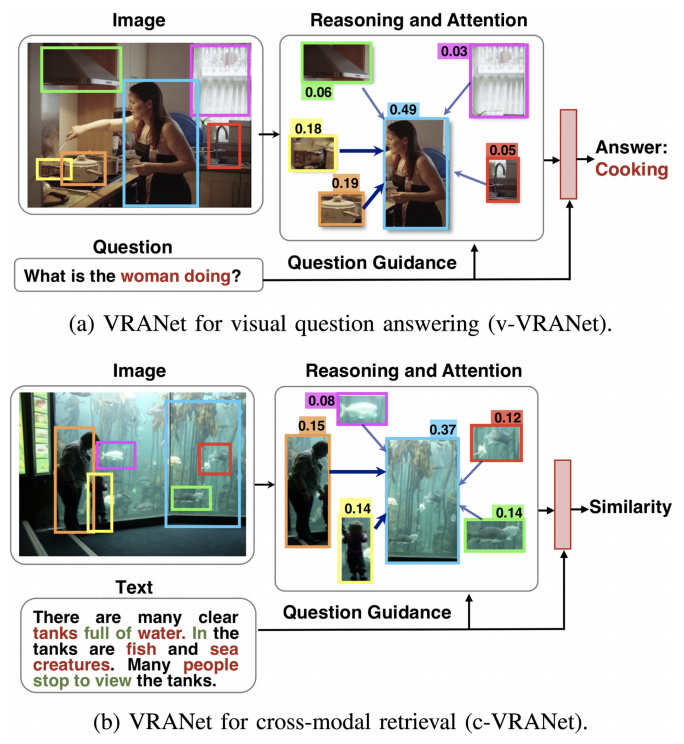 Image
Reasoning and Attention
0.03
0.06
0.49
0.18
0.05
0.19
Answer:
Cooking
Question
What is the woman doing?
Question Guidance
(a) VRANet for visual question answering (v-VRANet).
Image
Reasoning and Attention
0.08
0.12
0.15
0.37
0.14
0.14
Similarity
Text
There are many clear
tanks full of water. In the
tanks are fish and sea
creatures. Many people
stop to view the tanks.
Question Guidance
(b) VRANet for cross-modal retrieval (c-VRANet).